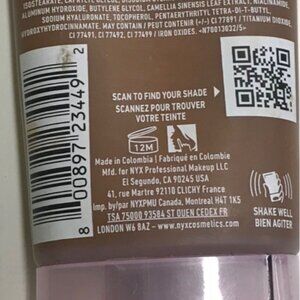 ISOSTEARATE,
NIACINAMIDE,
ALUMINUM HYDROXIDE, BUTYLENE GLYCOL, CAMELLIA SINENSIS LEAF EXTRACT,
SODIUM HYALURONATE, TOCOPHEROL, PENTAERYTHRITYL TETRA-DI-T-BUTYL
HYDROXYHYDROCINNAMATE. MAY CONTAIN / PEUT CONTENIR (+/-) CI 77891 / TITANIUM DIOXIDE
CI 77491, CI 77492, CI 77499 / IRON OXIDES.
SCAN TO FIND YOUR SHADE
SCANNEZ POUR TROUVER
VOTRE TEINTE
12M
Made in Colombia | Fabriqué en Colombie
Mfd. for NYX Professional Makeup LLC
El Segundo, CA 90245 USA
41, rue Martre 92110 CLICHY France
Imp. by/par NYXPMU Canada, Montreal H4T 1K5
TSA 75000 93584 ST OUEN CEDEX FR
LONDON W6 8AZ - www.nyxcosmetics.com
SHAKE WELL
BIEN AGITER
8 00897 23449 2